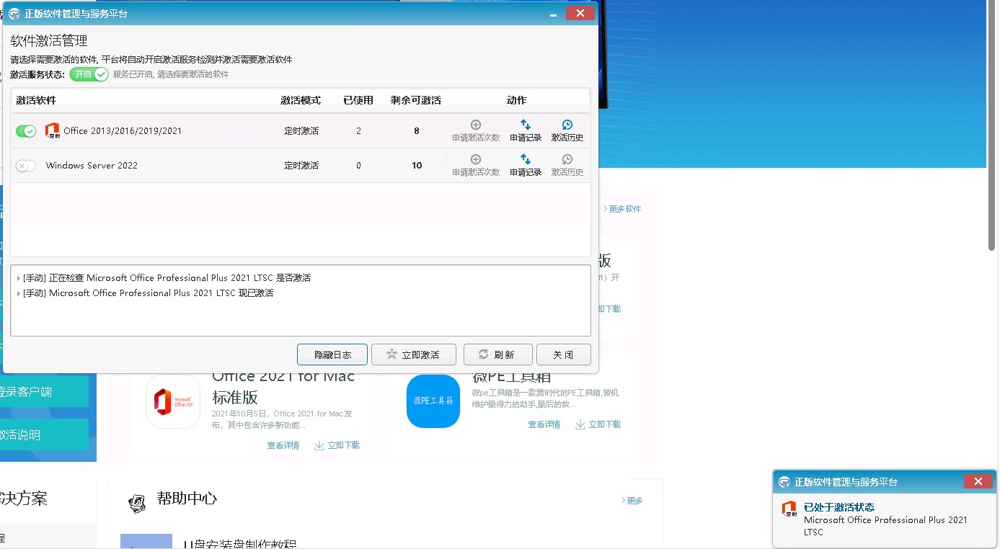 正版软件管理与服务平台
软件激活管理
请选择需要激活的软件, 平台将自动开启激活服务检测并激活需要激活软件
激活服务状态: 开启 服务已开启, 请选择要激活的软件
激活软件 激活模式 已使用 剩余可激活 动作
定时 Office 2013/2016/2019/2021 定时激活 2 8 申请激活次数 申请记录 激活历史
Windows Server 2022 定时激活 0 10 申请激活次数 申请记录 激活历史
[手动] 正在检查 Microsoft Office Professional Plus 2021 LTSC 是否激活
[手动] Microsoft Office Professional Plus 2021 LTSC 现已激活
隐藏日志 立即激活 刷 新 关 闭
更多软件
版
ft）开
即下载
登录客户端
激活说明
Microsoft
Office 2021
Office 2021 for Mac
标准版
2021年10月5日，Office 2021 for Mac发
布，其中包含许多新功能...
查看详情 立即下载
微PE工具箱
微PE工具箱
微pe工具箱是一款跨时代的PE工具箱,装机
维护最得力的助手,最后的救...
查看详情 立即下载
决方案
程
帮助中心
更多
U盘安装盘制作教程
正版软件管理与服务平台
定时
已处于激活状态
Microsoft Office Professional Plus 2021
LTSC